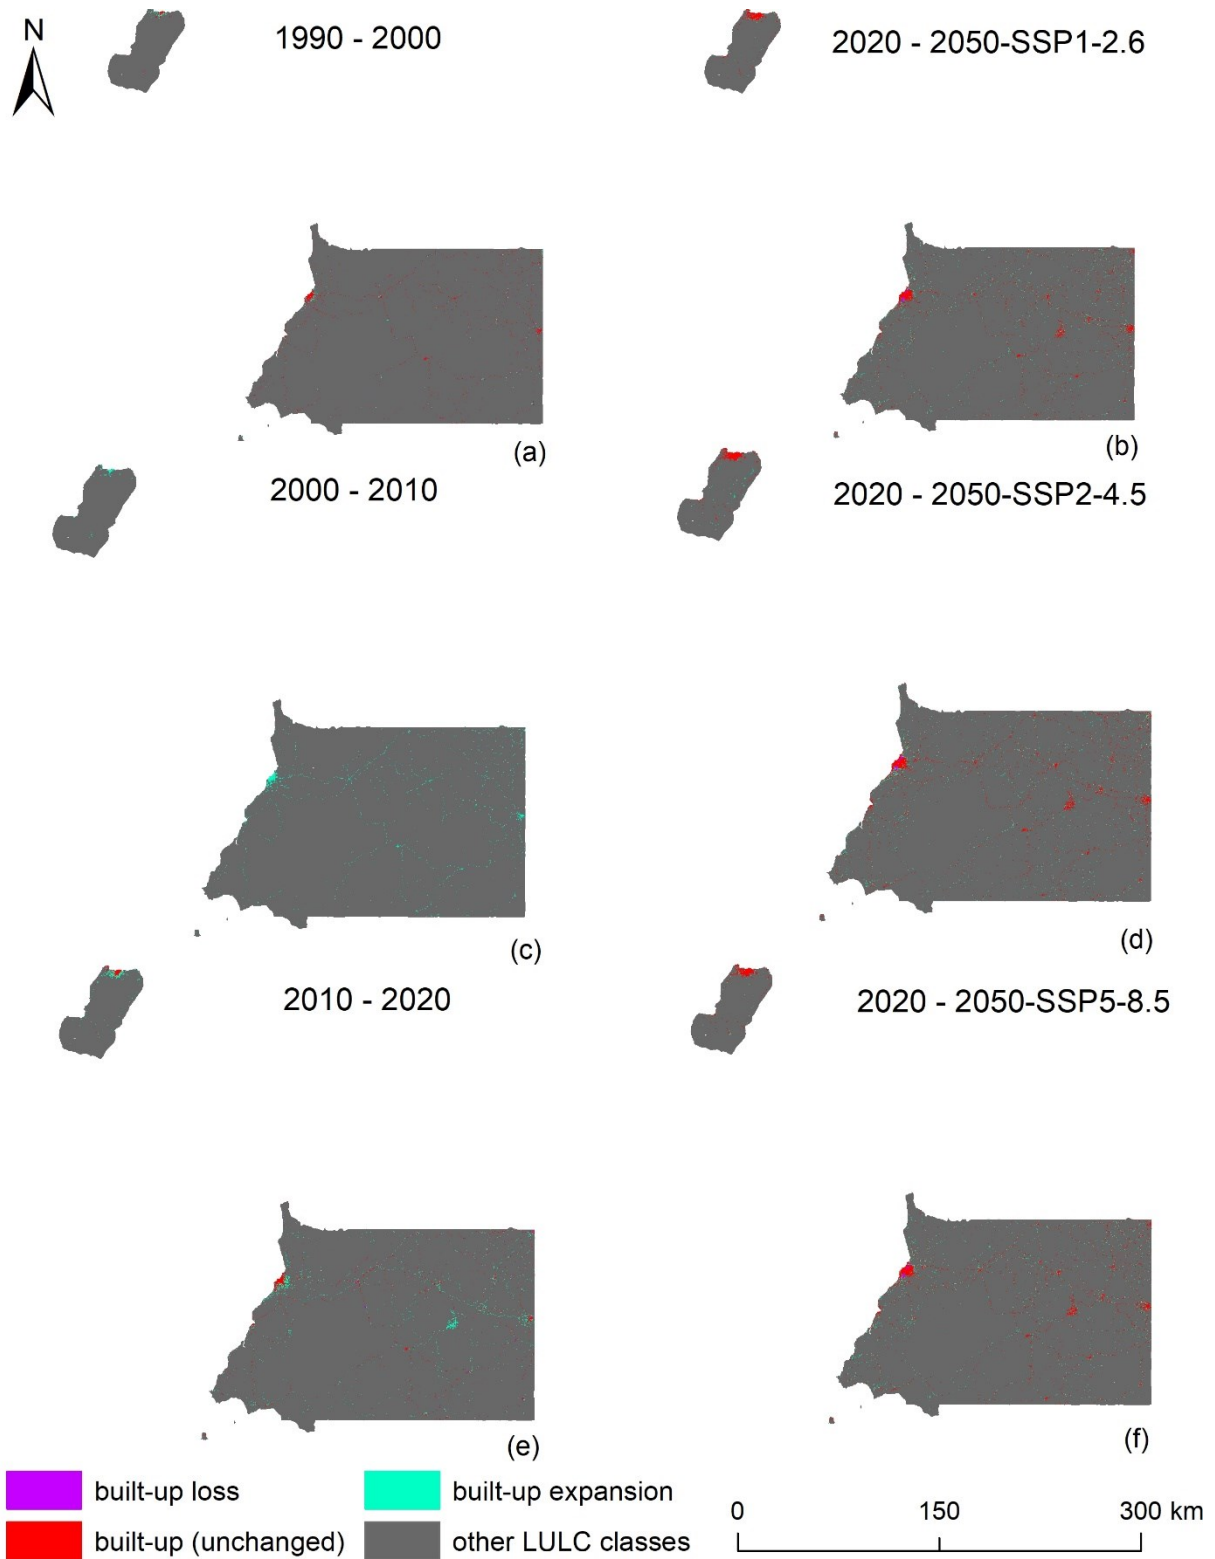 N
1990 - 2000
2020 - 2050-SSP1-2.6
(a)
(b)
2000 - 2010
2020 - 2050-SSP2-4.5
(c)
(d)
2010 - 2020
2020 - 2050-SSP5-8.5
(e)
(f)
built-up loss
built-up expansion
built-up (unchanged)
other LULC classes
0 150 300 km